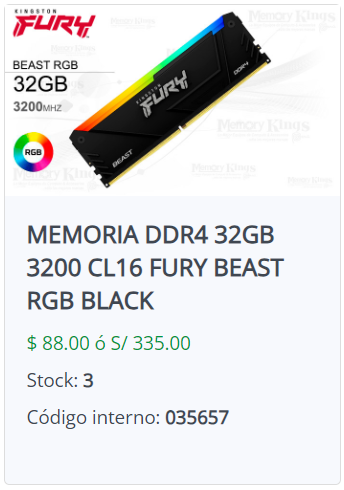 KINGSTON
FURY
BEAST RGB
32GB
3200MHZ
RGB
KINGSTON
FURY
BEAST
DDR4
Memory Kings
MEMORIA DDR4 32GB
3200 CL16 FURY BEAST
RGB BLACK
$ 88.00 ó S/ 335.00
Stock: 3
Código interno: 035657